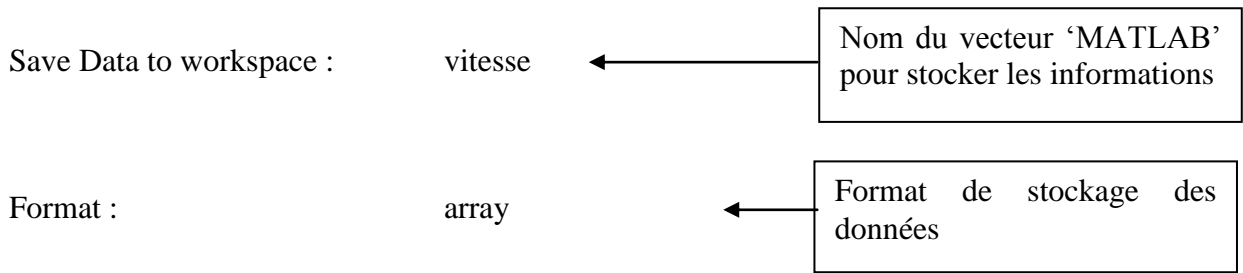 Save Data to workspace : vitesse
Nom du vecteur ‘MATLAB’
pour stocker les informations
Format : array
Format de stockage des
données